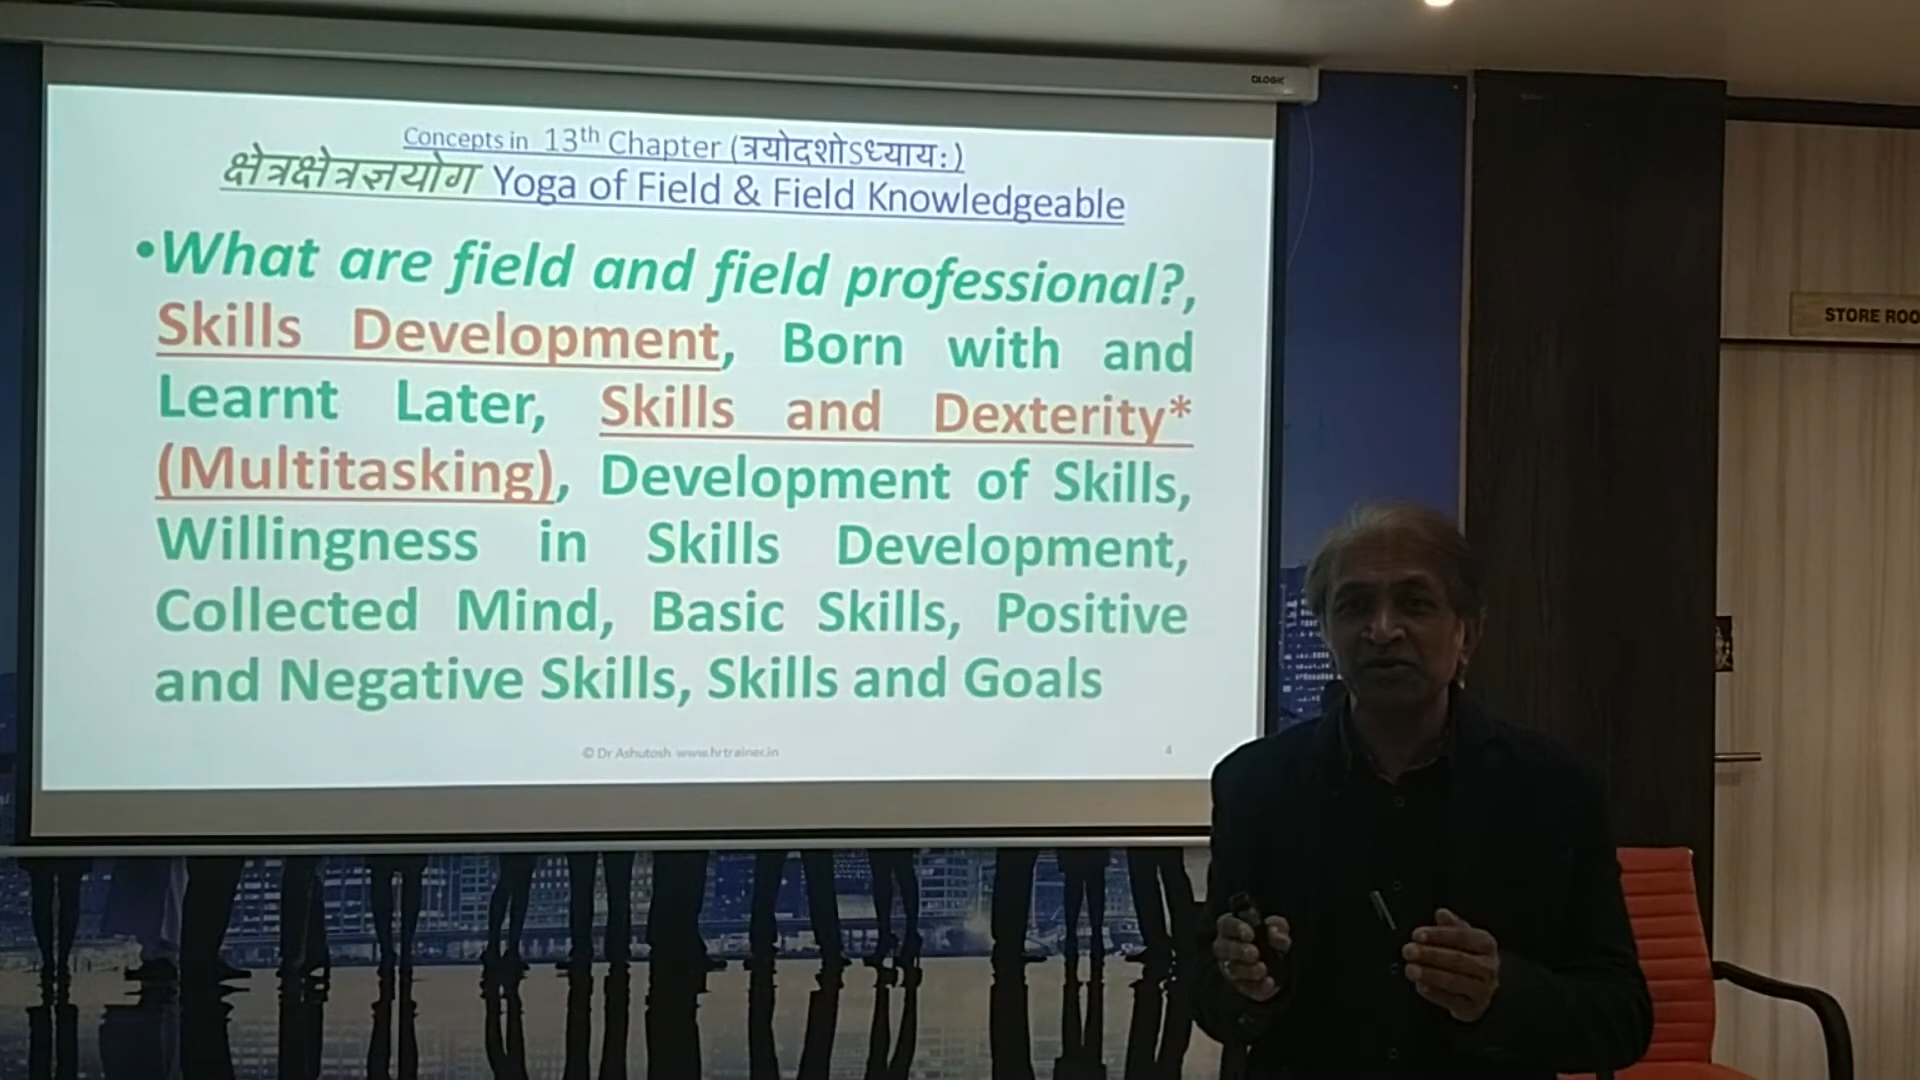 DLOGIC
Concepts in 13th Chapter (त्रयोदशोऽध्याय:)
क्षेत्रक्षेत्रज्ञयोग Yoga of Field & Field Knowledgeable
•What are field and field professional?,
Skills Development, Born with and
Learnt Later, Skills and Dexterity*
(Multitasking), Development of Skills,
Willingness in Skills Development,
Collected Mind, Basic Skills, Positive
and Negative Skills, Skills and Goals
© Dr Ashutosh www.hrtrainer.in
4
STORE ROO